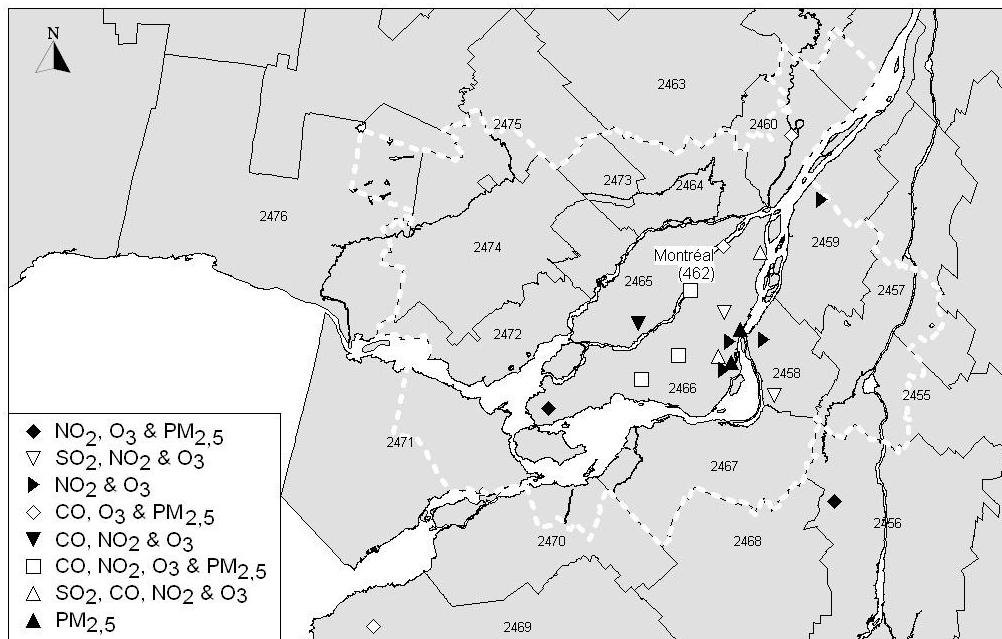 N
2463
2475
2460
2473
2464
2476
2474
2459
Montréal
(462)
2465
2457
2472
2458
2466
2455
2471
2467
2456
2470
2468
2469
NO2, O3 & PM2,5
SO2, NO2 & O3
NO2 & O3
CO, O3 & PM2,5
CO, NO2 & O3
CO, NO2, O3 & PM2,5
SO2, CO, NO2 & O3
PM2,5